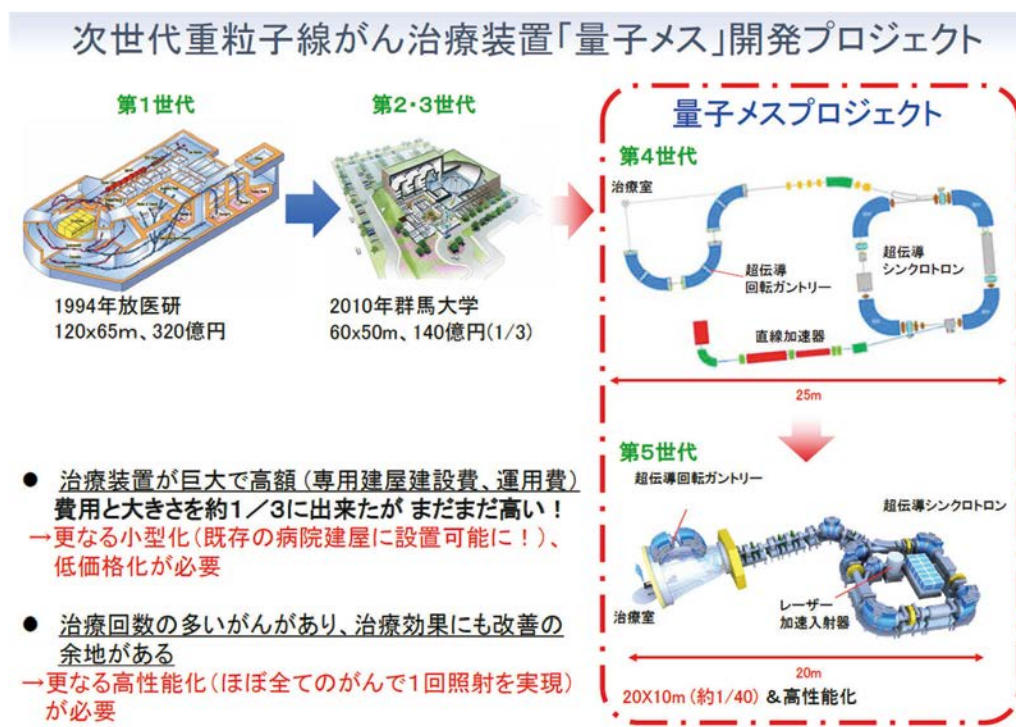 次世代重粒子線がん治療装置「量子メス」開発プロジェクト
第1世代
1994年放医研
120x65m、320億円
第2・3世代
2010年群馬大学
60x50m、140億円(1/3)
量子メスプロジェクト
第4世代
治療室
超伝導
回転ガントリー
超伝導
シンクロトロン
直線加速器
25m
第5世代
超伝導回転ガントリー
超伝導シンクロトロン
治療室
レーザー
加速入射器
20m
20X10m (約1/40) &高性能化
● 治療装置が巨大で高額(専用建屋建設費、運用費)
費用と大きさを約1/3に出来たが まだまだ高い!
→更なる小型化(既存の病院建屋に設置可能に!)、
低価格化が必要
● 治療回数の多いがんがあり、治療効果にも改善の
余地がある
→更なる高性能化(ほぼ全てのがんで1回照射を実現)
が必要